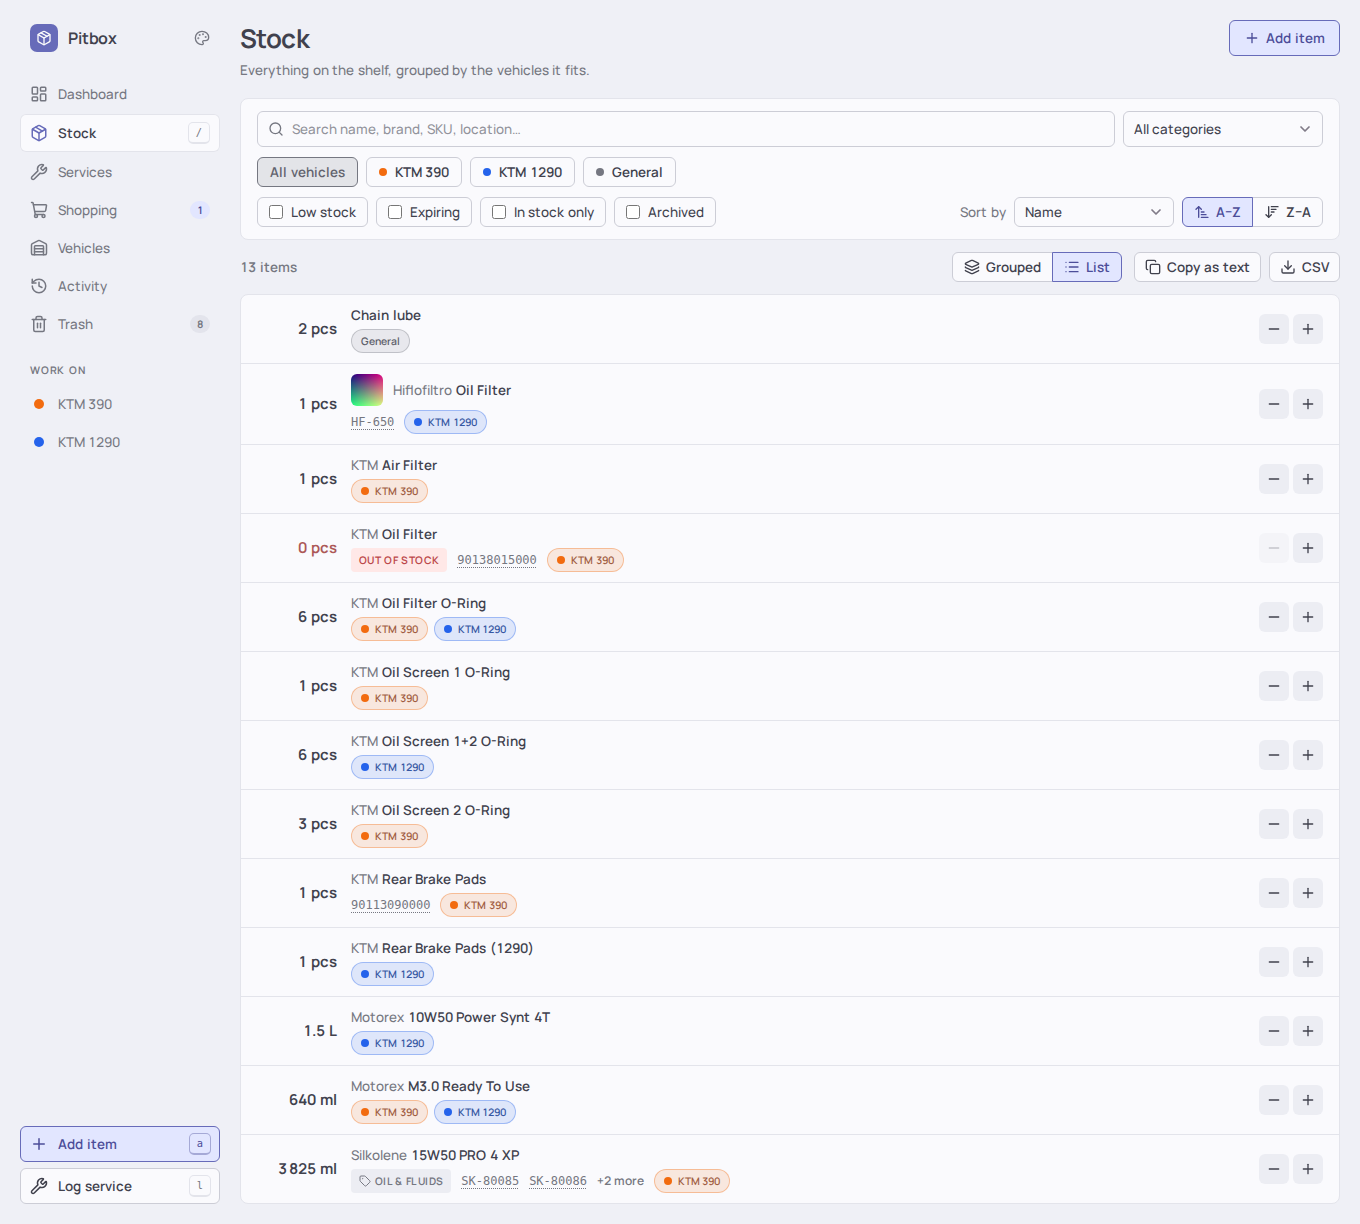 Pitbox
Dashboard
Stock /
Services
Shopping 1
Vehicles
Activity
Trash 8
WORK ON
KTM 390
KTM 1290
Add item a
Log service l
Stock
Add item
Everything on the shelf, grouped by the vehicles it fits.
Search name, brand, SKU, location...
All categories
All vehicles KTM 390 KTM 1290 General
Low stock Expiring In stock only Archived Sort by Name A–Z Z–A
13 items Grouped List Copy as text CSV
2 pcs Chain lube
General
1 pcs Hiflofiltro Oil Filter
HF-650 KTM 1290
1 pcs KTM Air Filter
KTM 390
0 pcs KTM Oil Filter
OUT OF STOCK 90138015000 KTM 390
6 pcs KTM Oil Filter O-Ring
KTM 390 KTM 1290
1 pcs KTM Oil Screen 1 O-Ring
KTM 390
6 pcs KTM Oil Screen 1+2 O-Ring
KTM 1290
3 pcs KTM Oil Screen 2 O-Ring
KTM 390
1 pcs KTM Rear Brake Pads
90113090000 KTM 390
1 pcs KTM Rear Brake Pads (1290)
KTM 1290
1.5 L Motorex 10W50 Power Synt 4T
KTM 1290
640 ml Motorex M3.0 Ready To Use
KTM 390 KTM 1290
3 825 ml Silkolene 15W50 PRO 4 XP
OIL & FLUIDS SK-80085 SK-80086 +2 more KTM 390